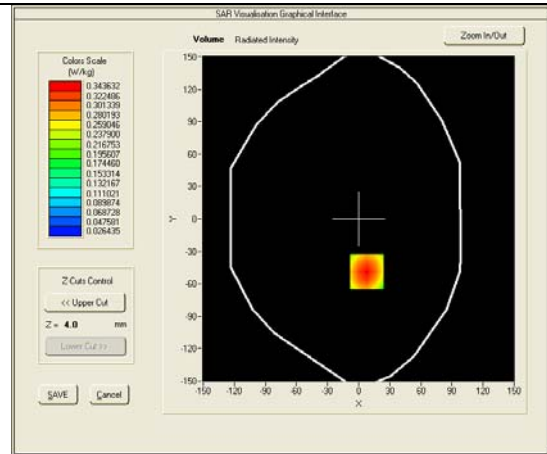 SAR Visualisation Graphical Interface
Volume Radiated Intensity
Zoom In/Out
Colors Scale
(W/kg)
0.343632
0.322486
0.301339
0.280193
0.259046
0.237900
0.216753
0.195607
0.174460
0.153314
0.132167
0.111021
0.089874
0.068728
0.047581
0.026435
Z Cuts Control
<< Upper Cut
Z = 4.0 mm
Lower Cut >>
SAVE Cancel
Y
150
120
90
60
30
0
-30
-60
-90
-120
-150
-150 -120 -90 -60 -30 0 30 60 90 120 150
X